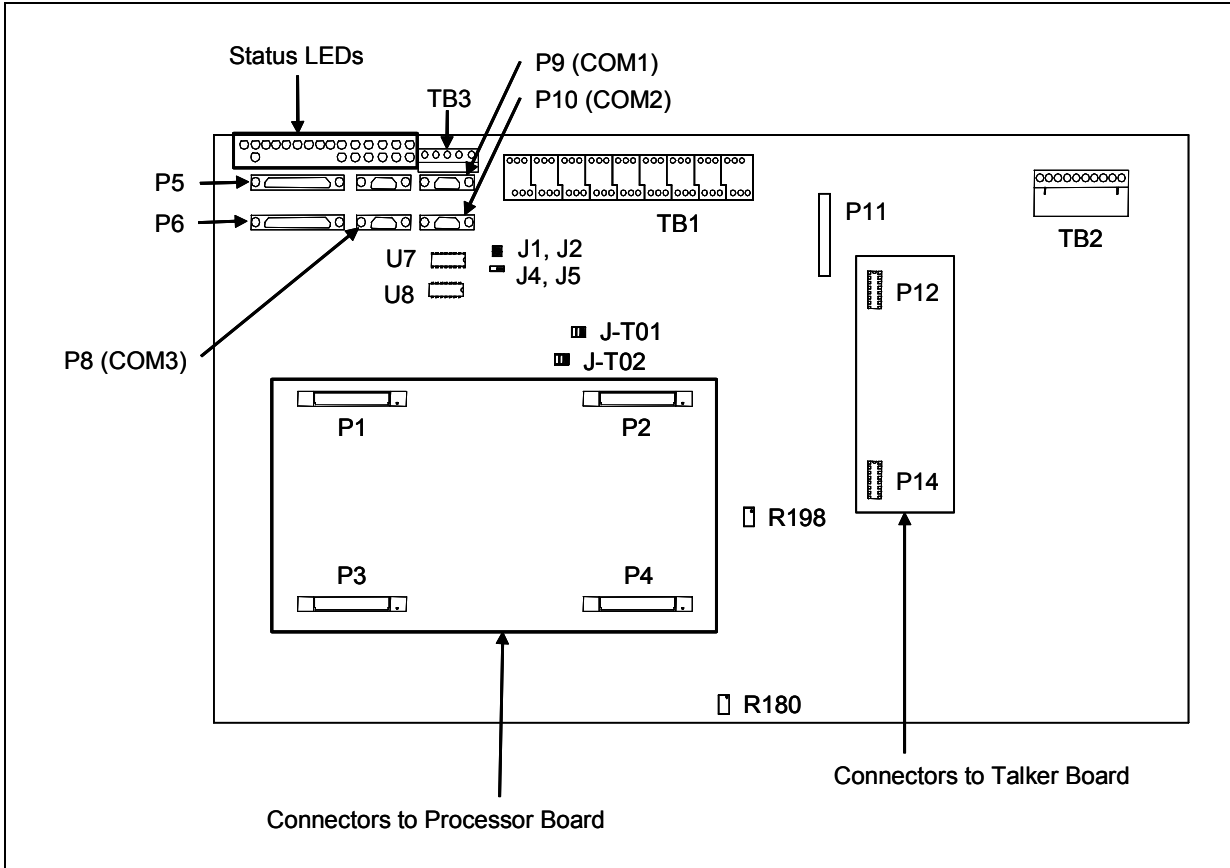 Status LEDs
P9 (COM1)
TB3
P10 (COM2)
P5
P6
TB1
P11
TB2
U7
J1, J2
J4, J5
U8
P12
J-T01
P8 (COM3)
J-T02
P1
P2
P14
R198
P3
P4
R180
Connectors to Talker Board
Connectors to Processor Board